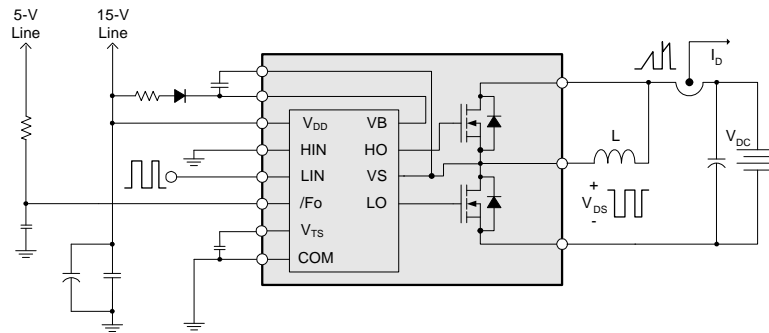 5-V
Line
15-V
Line
I_D
V_DD
VB
HIN
HO
LIN
VS
/Fo
LO
V_TS
COM
L
V_DC
+
V_DS
-